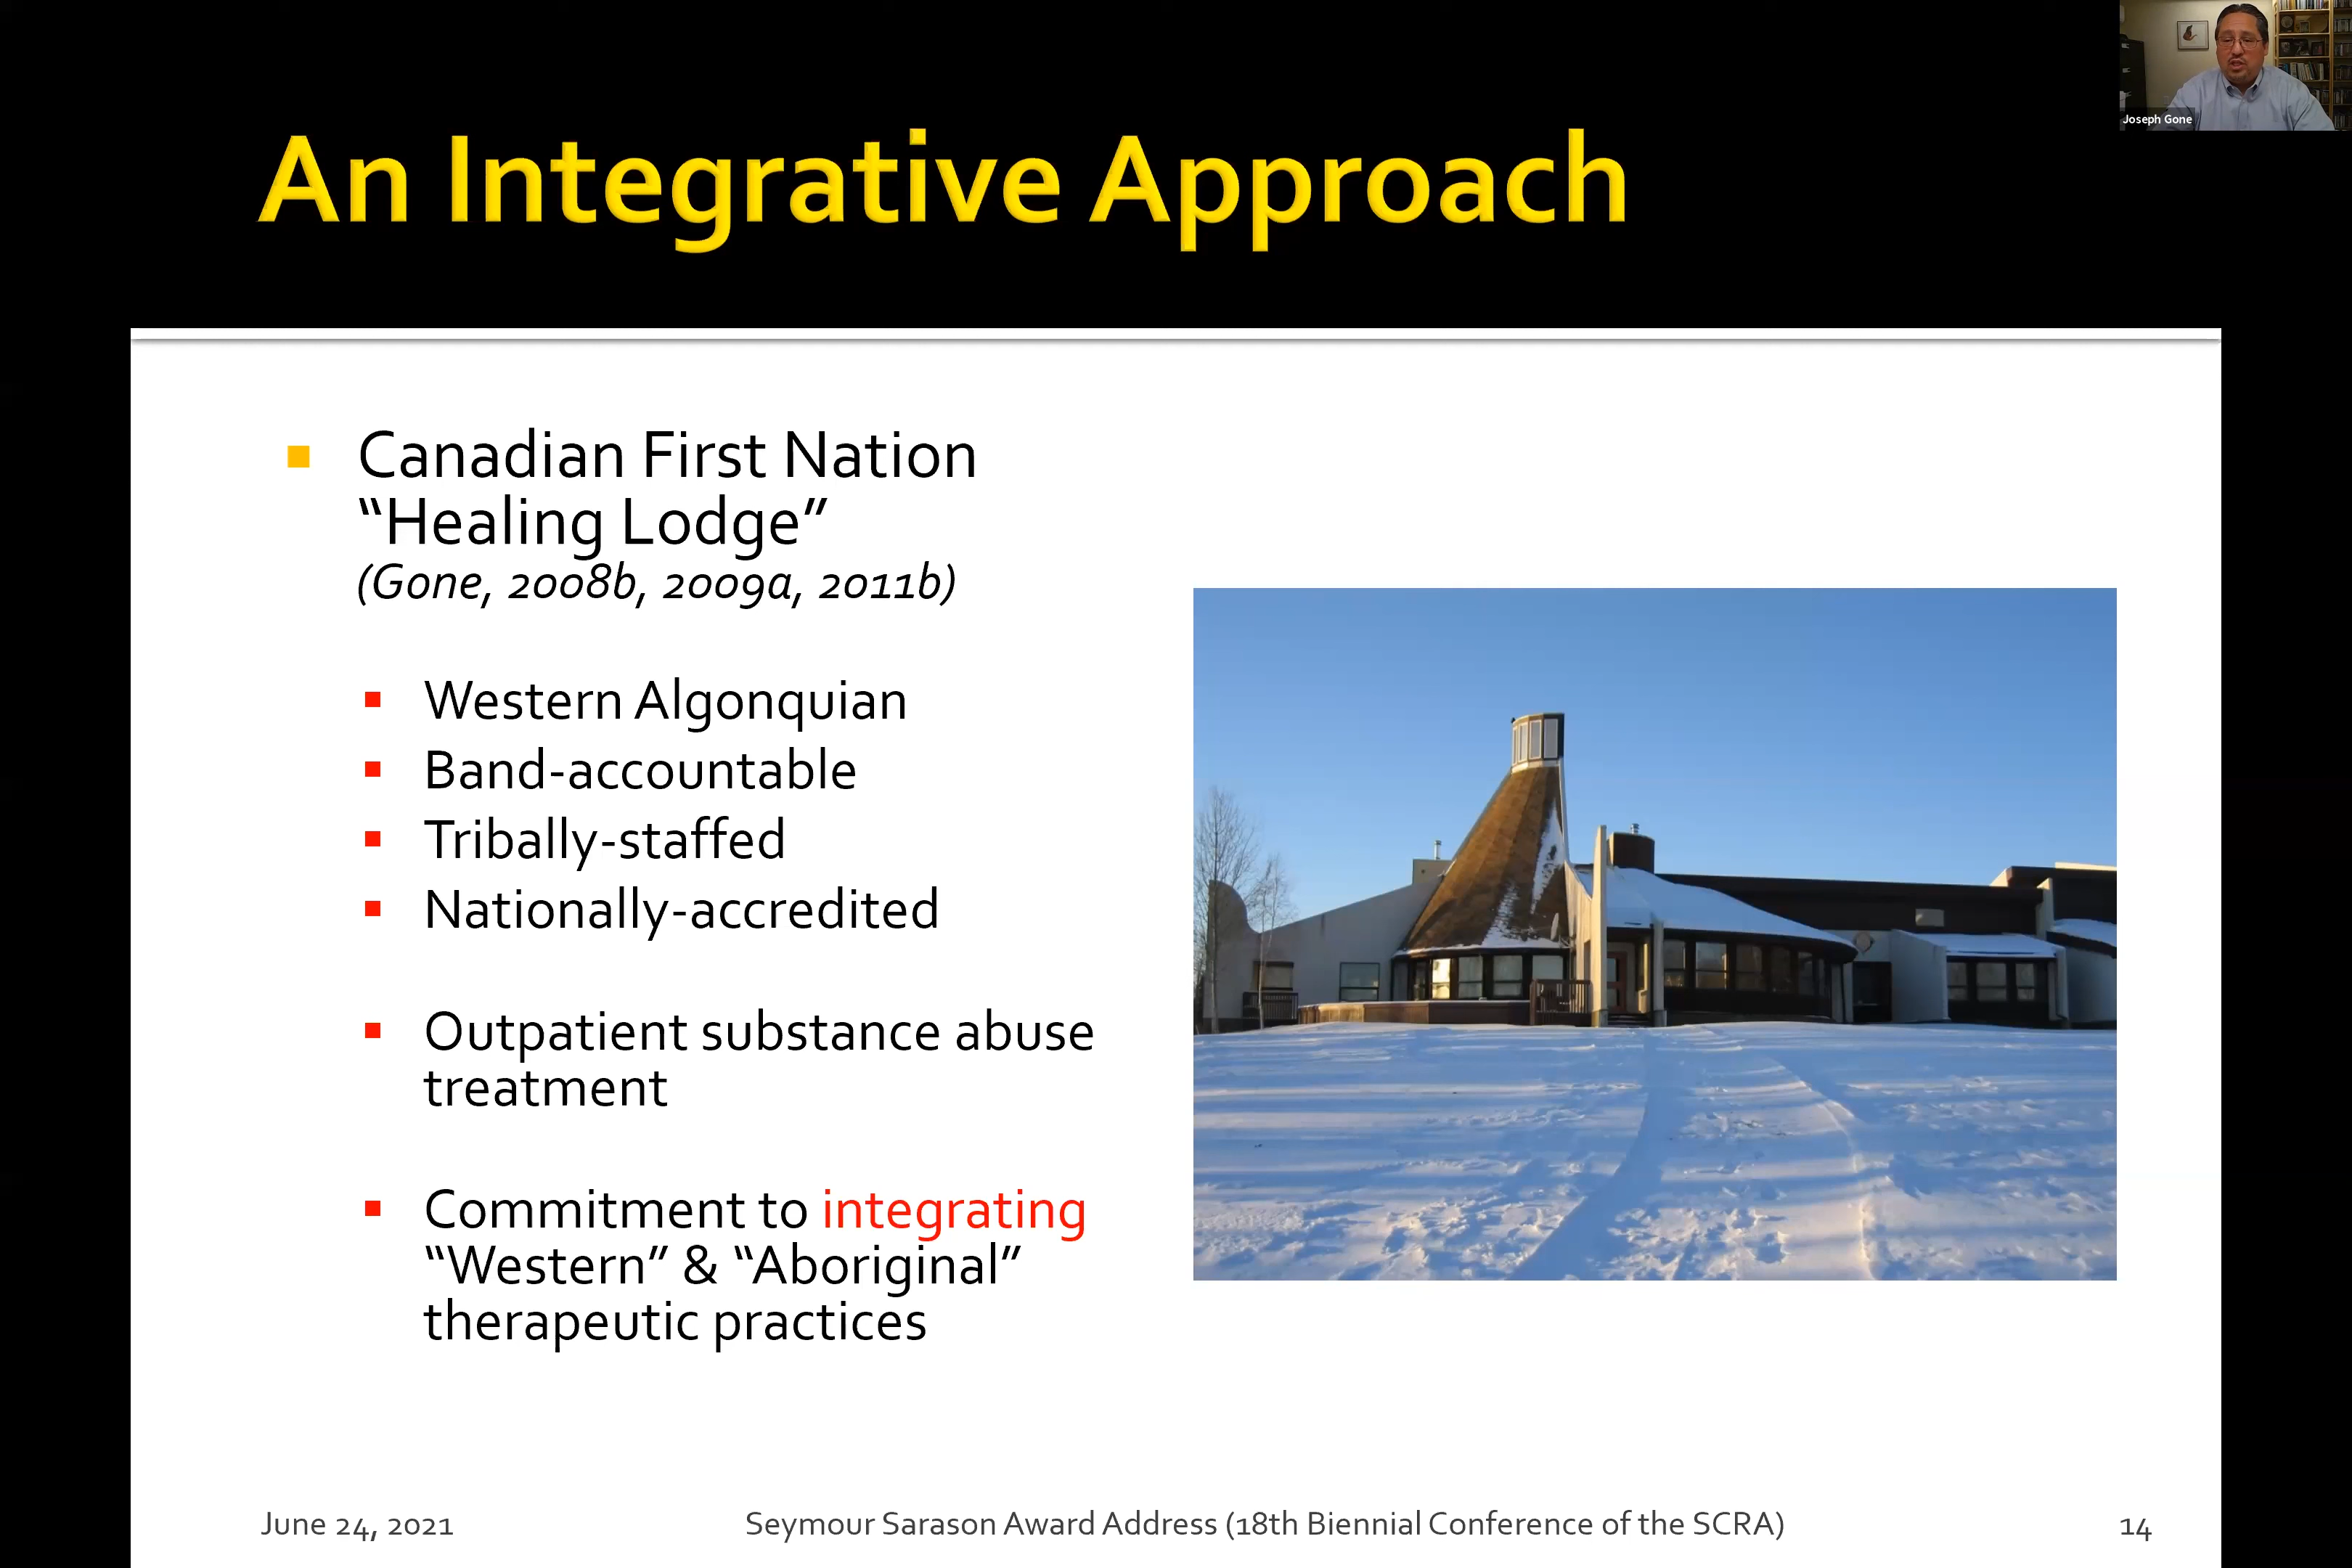 Joseph Gone
An Integrative Approach
Canadian First Nation
“Healing Lodge”
(Gone, 2008b, 2009a, 2011b)
Western Algonquian
Band-accountable
Tribally-staffed
Nationally-accredited
Outpatient substance abuse
treatment
Commitment to integrating
“Western” & “Aboriginal”
therapeutic practices
June 24, 2021
Seymour Sarason Award Address (18th Biennial Conference of the SCRA)
14